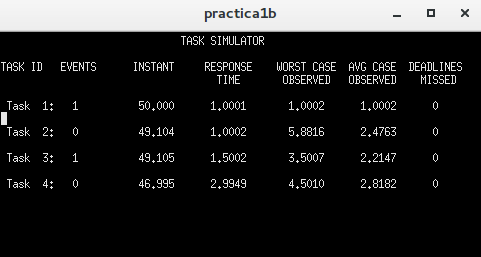 practica1b
TASK SIMULATOR
TASK ID EVENTS INSTANT RESPONSE WORST CASE AVG CASE DEADLINES
TIME OBSERVED OBSERVED MISSED
Task 1: 1 50.000 1.0001 1.0002 1.0002 0
Task 2: 0 49.104 1.0002 5.8816 2.4763 0
Task 3: 1 49.105 1.5002 3.5007 2.2147 0
Task 4: 0 46.995 2.9949 4.5010 2.8182 0